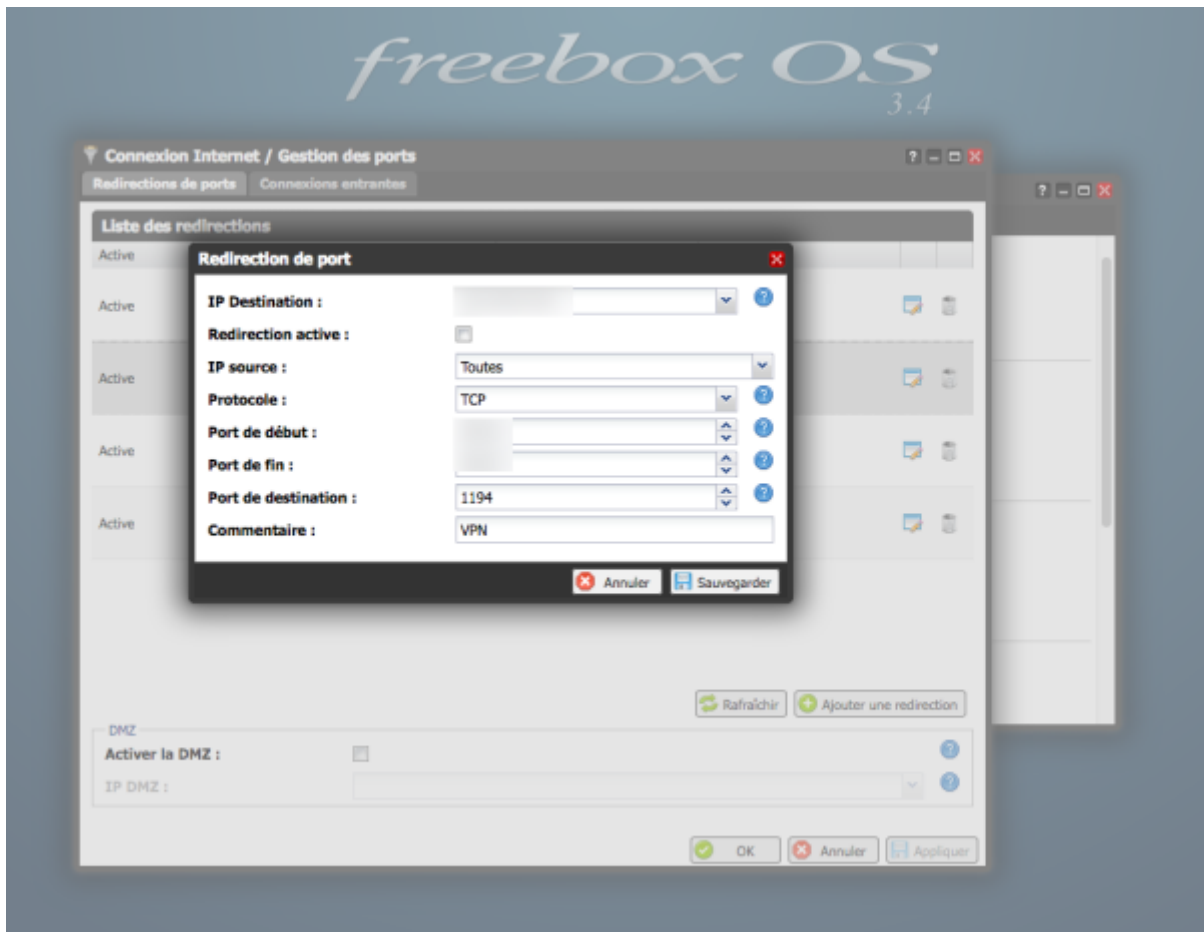 freebox OS
3.4
Connexion Internet / Gestion des ports
Redirections de ports Connexions entrantes
Liste des redirections
Active
Redirection de port
IP Destination :
Active
Redirection active :
IP source : Toutes
Active
Protocole : TCP
Port de début :
Active
Port de fin :
Port de destination : 1194
Active
Commentaire : VPN
Annuler Sauvegarder
Rafraîchir Ajouter une redirection
DMZ
Activer la DMZ :
IP DMZ :
OK Annuler Appliquer